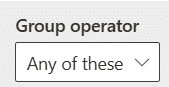 Group operator
Any of these